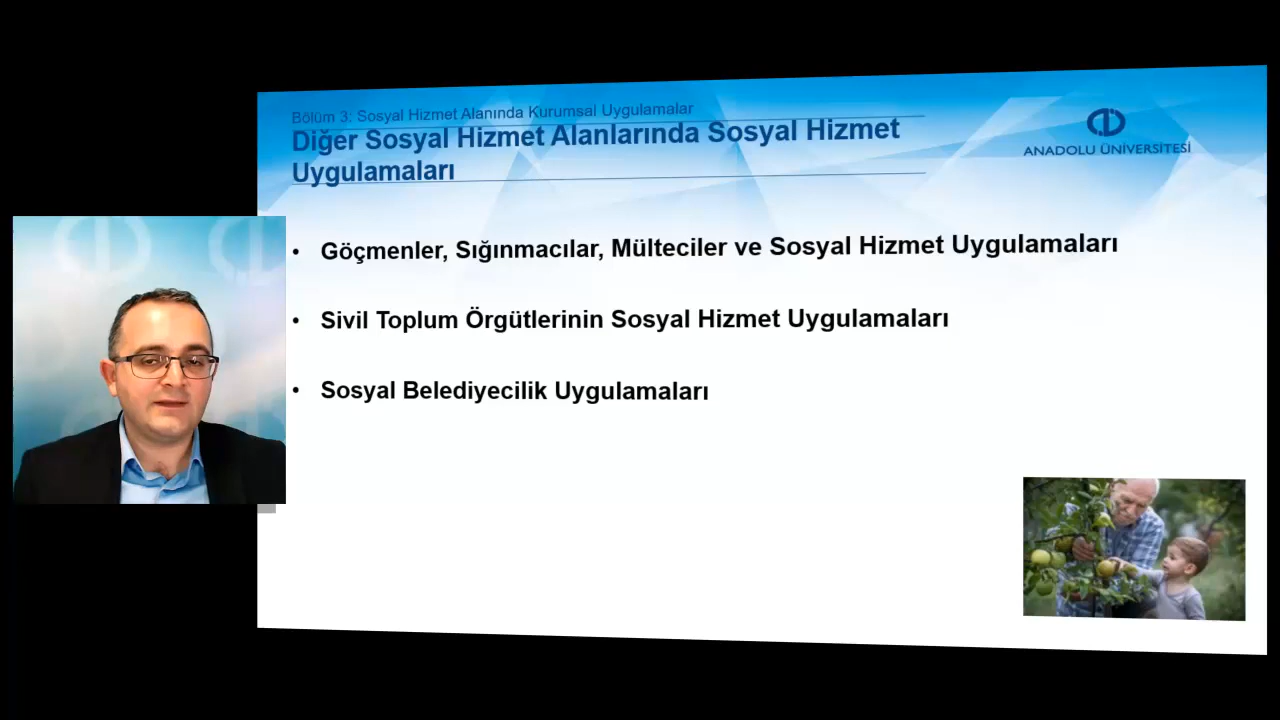 Bölüm 3: Sosyal Hizmet Alanında Kurumsal Uygulamalar
Diğer Sosyal Hizmet Alanlarında Sosyal Hizmet
Uygulamaları
ANADOLU ÜNİVERSİTESİ
• Göçmenler, Sığınmacılar, Mülteciler ve Sosyal Hizmet Uygulamaları
• Sivil Toplum Örgütlerinin Sosyal Hizmet Uygulamaları
• Sosyal Belediyecilik Uygulamaları